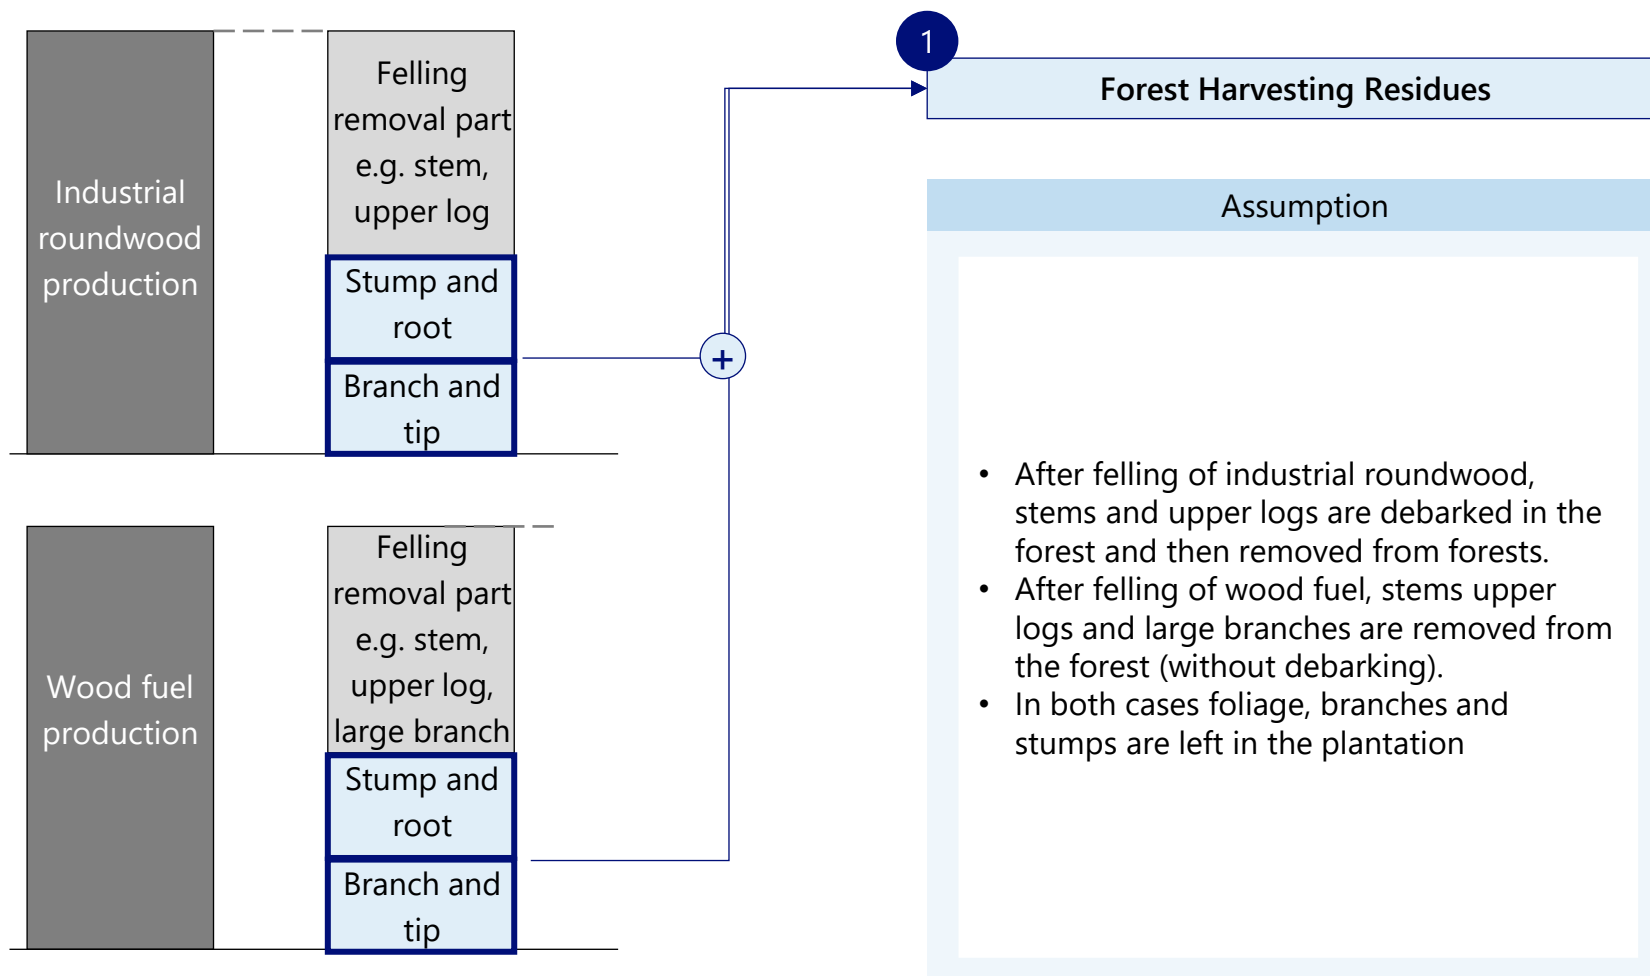 Industrial
roundwood
production
Felling
removal part
e.g. stem,
upper log
Stump and
root
Branch and
tip
Wood fuel
production
Felling
removal part
e.g. stem,
upper log,
large branch
Stump and
root
Branch and
tip
+
1
Forest Harvesting Residues
Assumption
• After felling of industrial roundwood,
stems and upper logs are debarked in the
forest and then removed from forests.
• After felling of wood fuel, stems upper
logs and large branches are removed from
the forest (without debarking).
• In both cases foliage, branches and
stumps are left in the plantation